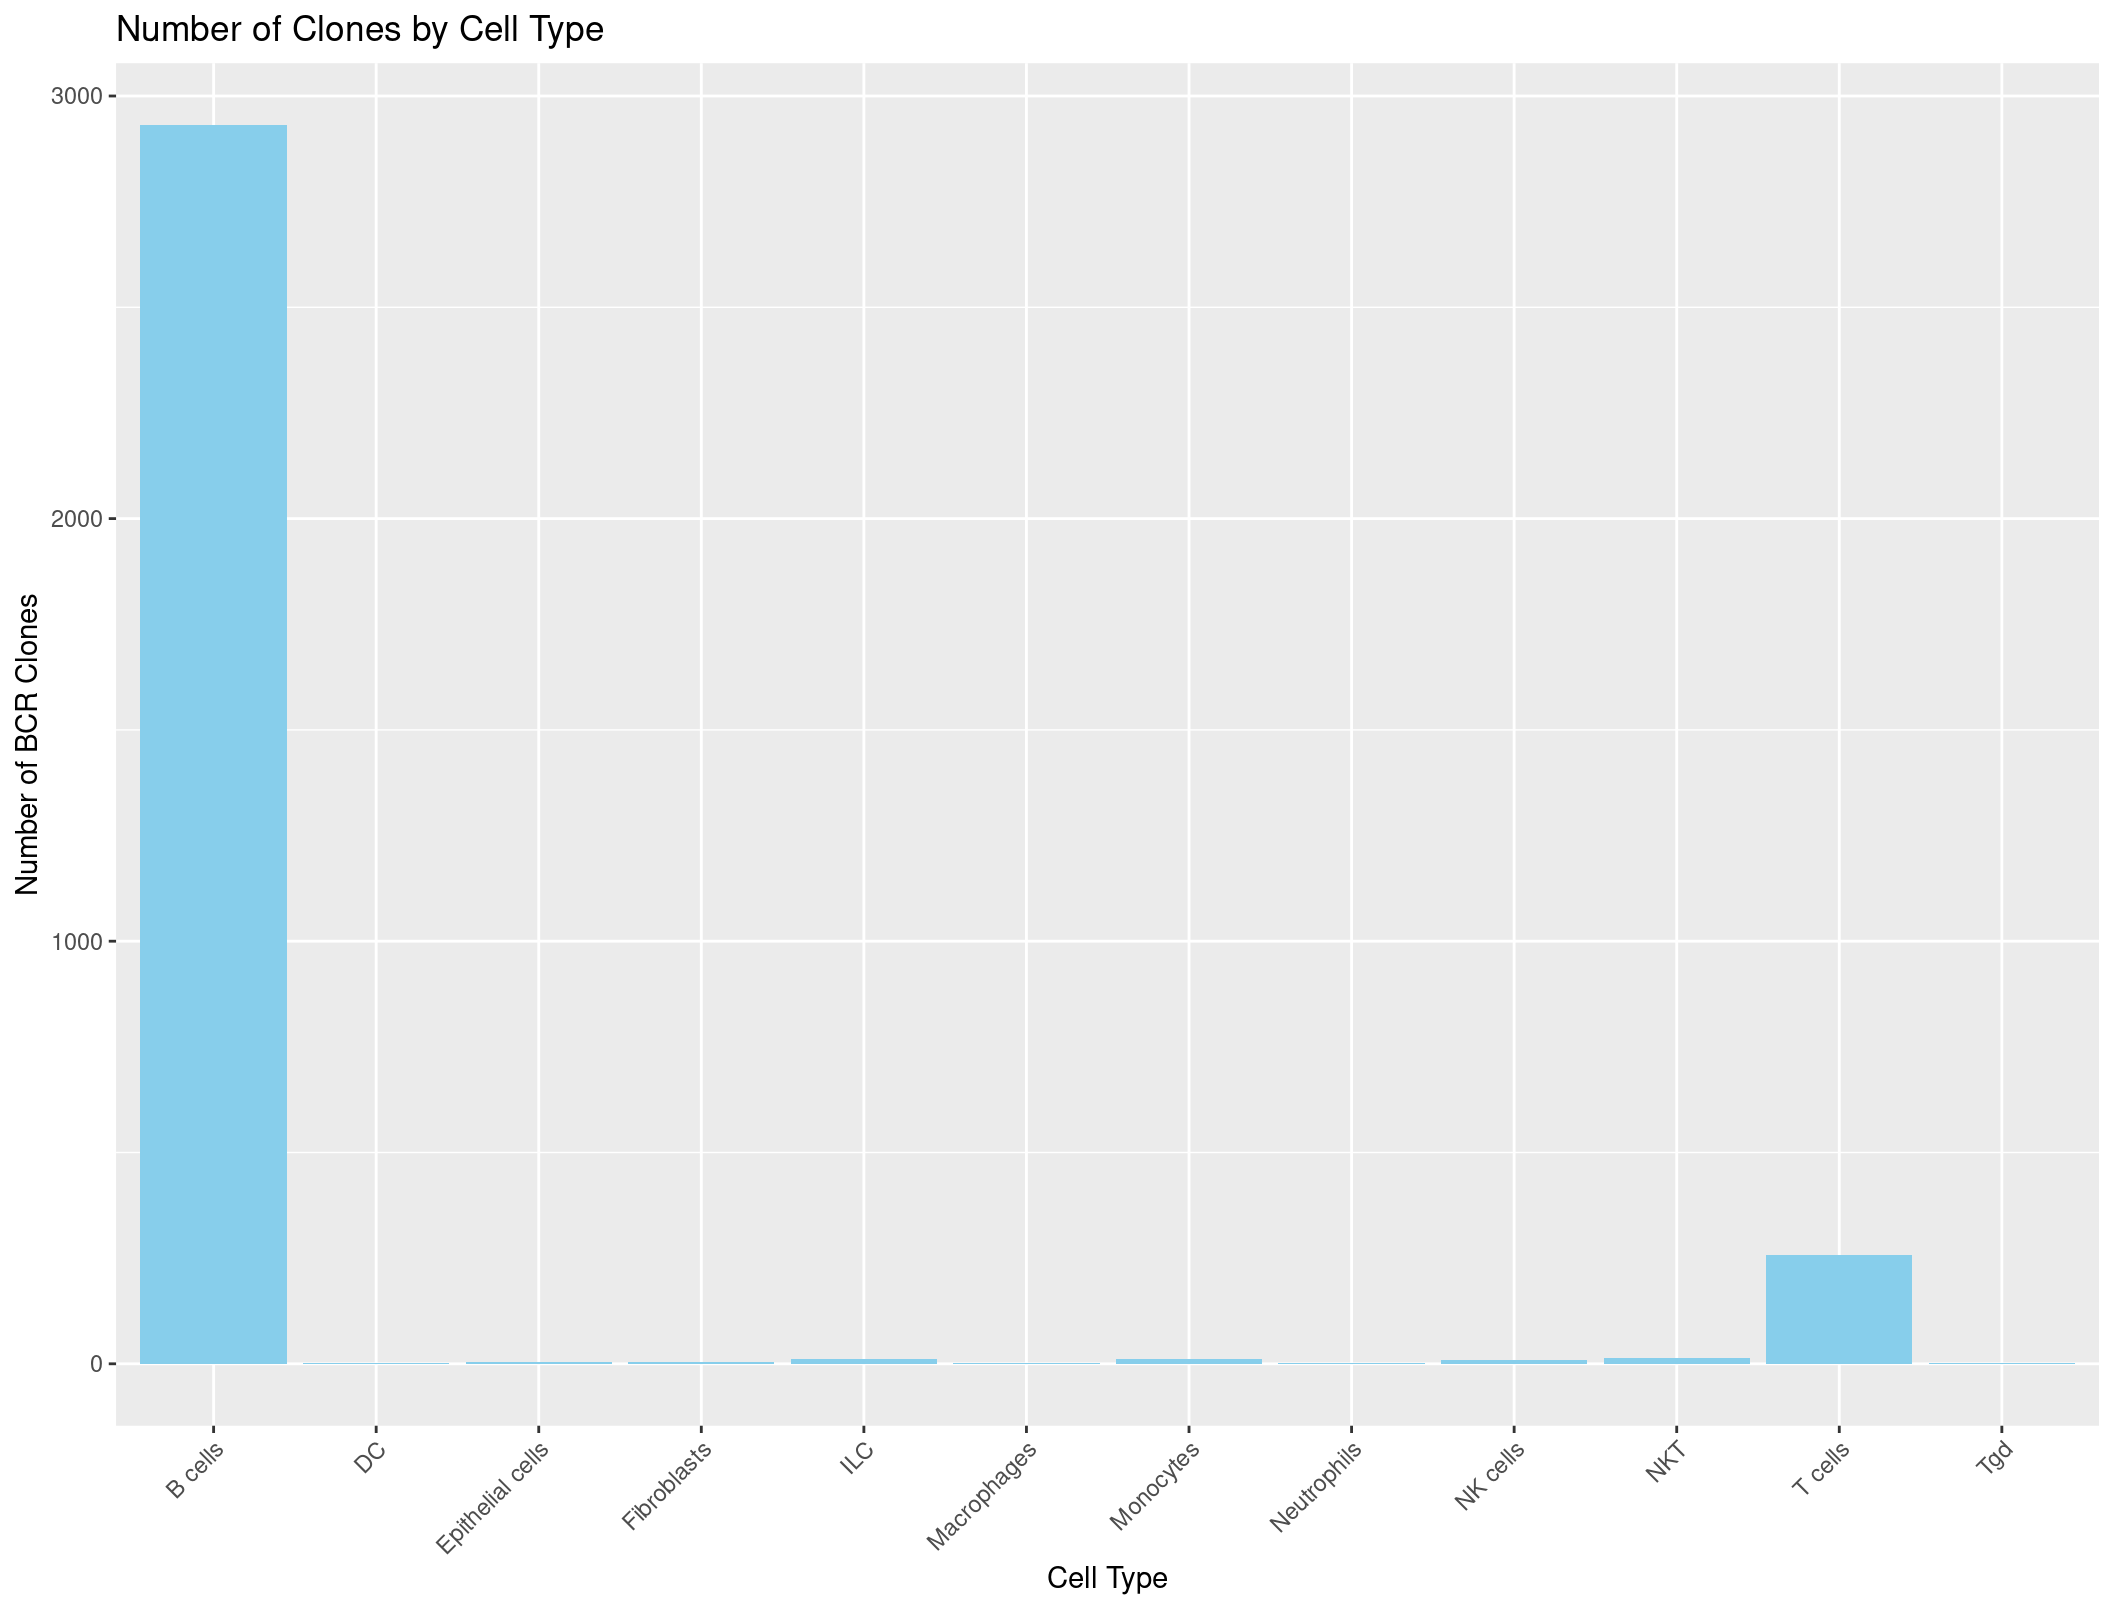 Number of Clones by Cell Type
3000
2000
1000
0
Number of BCR Clones
B cells
DC
Epithelial cells
Fibroblasts
ILC
Macrophages
Monocytes
Neutrophils
NK cells
NKT
T cells
Tgd
Cell Type